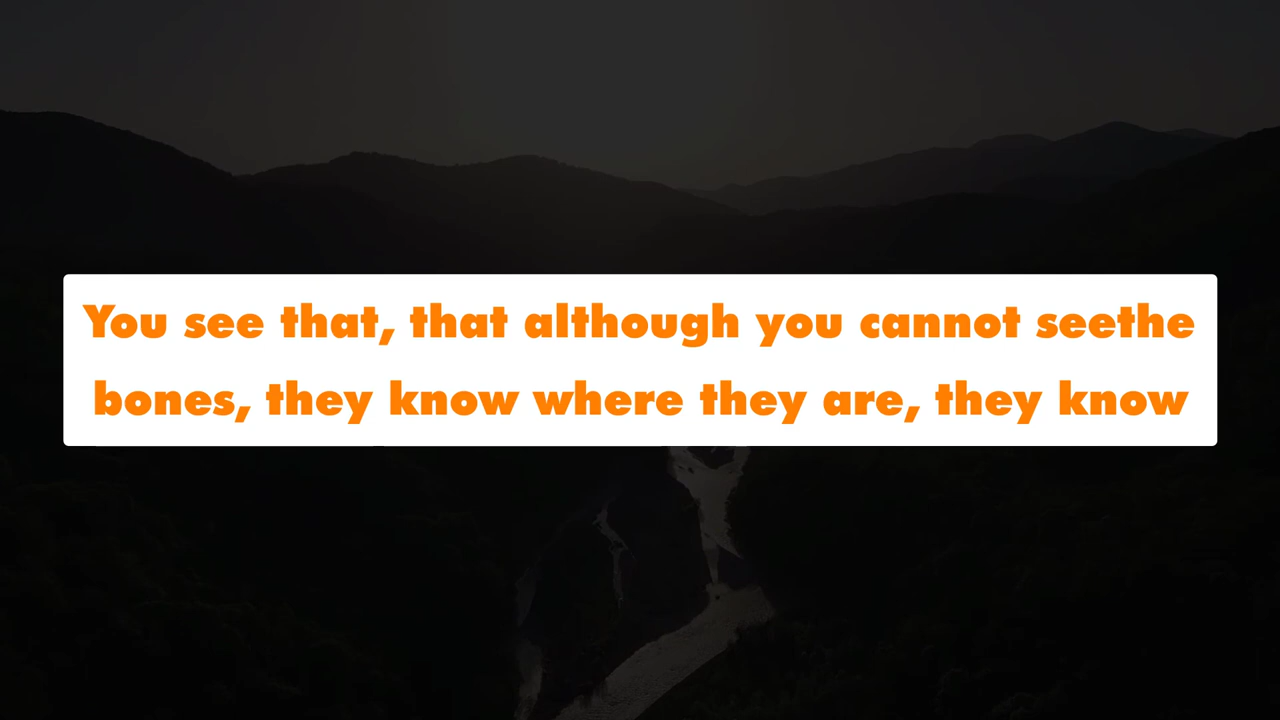 You see that, that although you cannot seethe
bones, they know where they are, they know